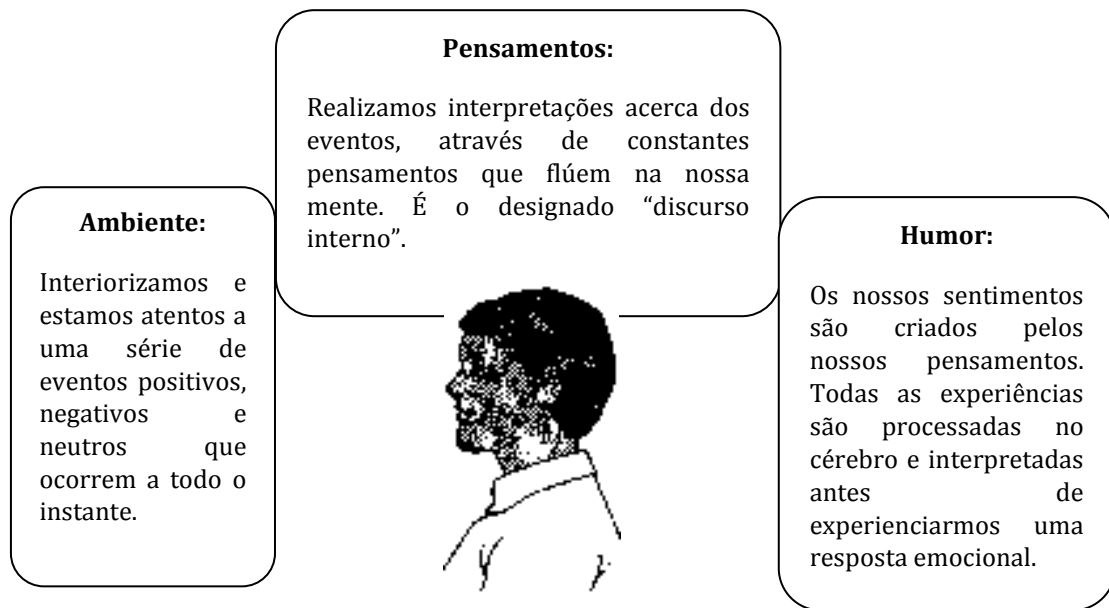 Pensamentos:
Realizamos interpretações acerca dos
eventos, através de constantes
pensamentos que flúem na nossa
mente. É o designado “discurso
interno”.
Ambiente:
Interiorizamos e
estamos atentos a
uma série de
eventos positivos,
negativos e
neutros que
ocorrem a todo o
instante.
Humor:
Os nossos sentimentos
são criados pelos
nossos pensamentos.
Todas as experiências
são processadas no
cérebro e interpretadas
antes de
experienciarmos uma
resposta emocional.